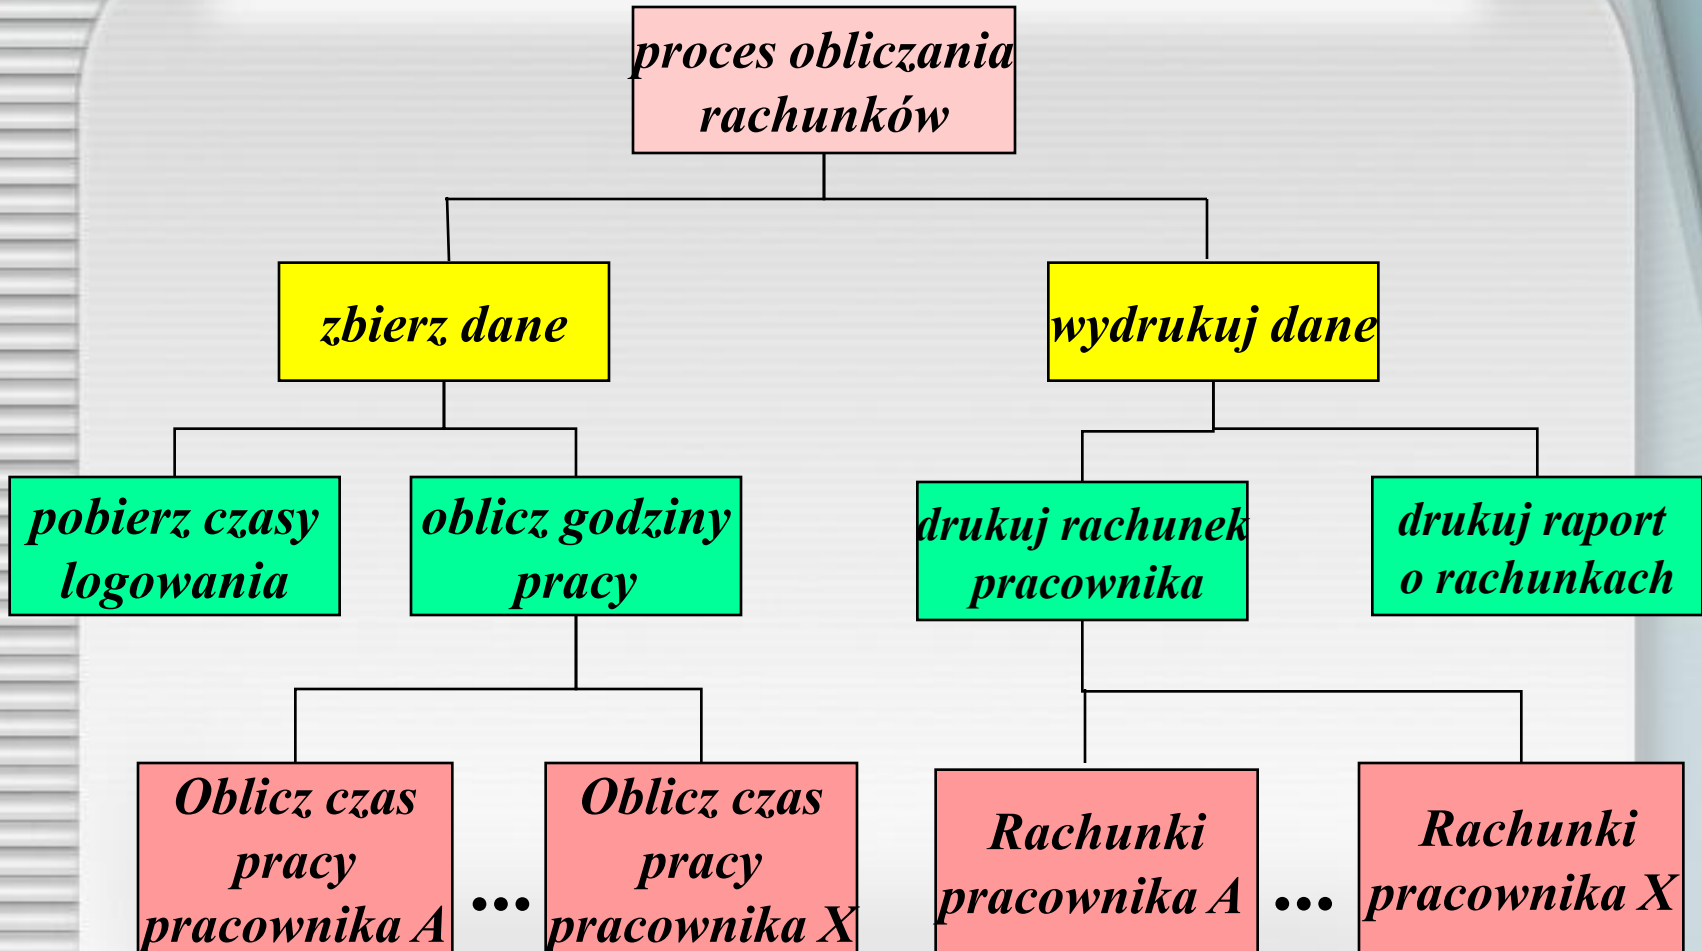 proces obliczania
rachunków
zbierz dane
wydrukuj dane
pobierz czasy
logowania
oblicz godziny
pracy
drukuj rachunek
pracownika
drukuj raport
o rachunkach
Oblicz czas
pracy
pracownika A
...
Oblicz czas
pracy
pracownika X
Rachunki
pracownika A
...
Rachunki
pracownika X